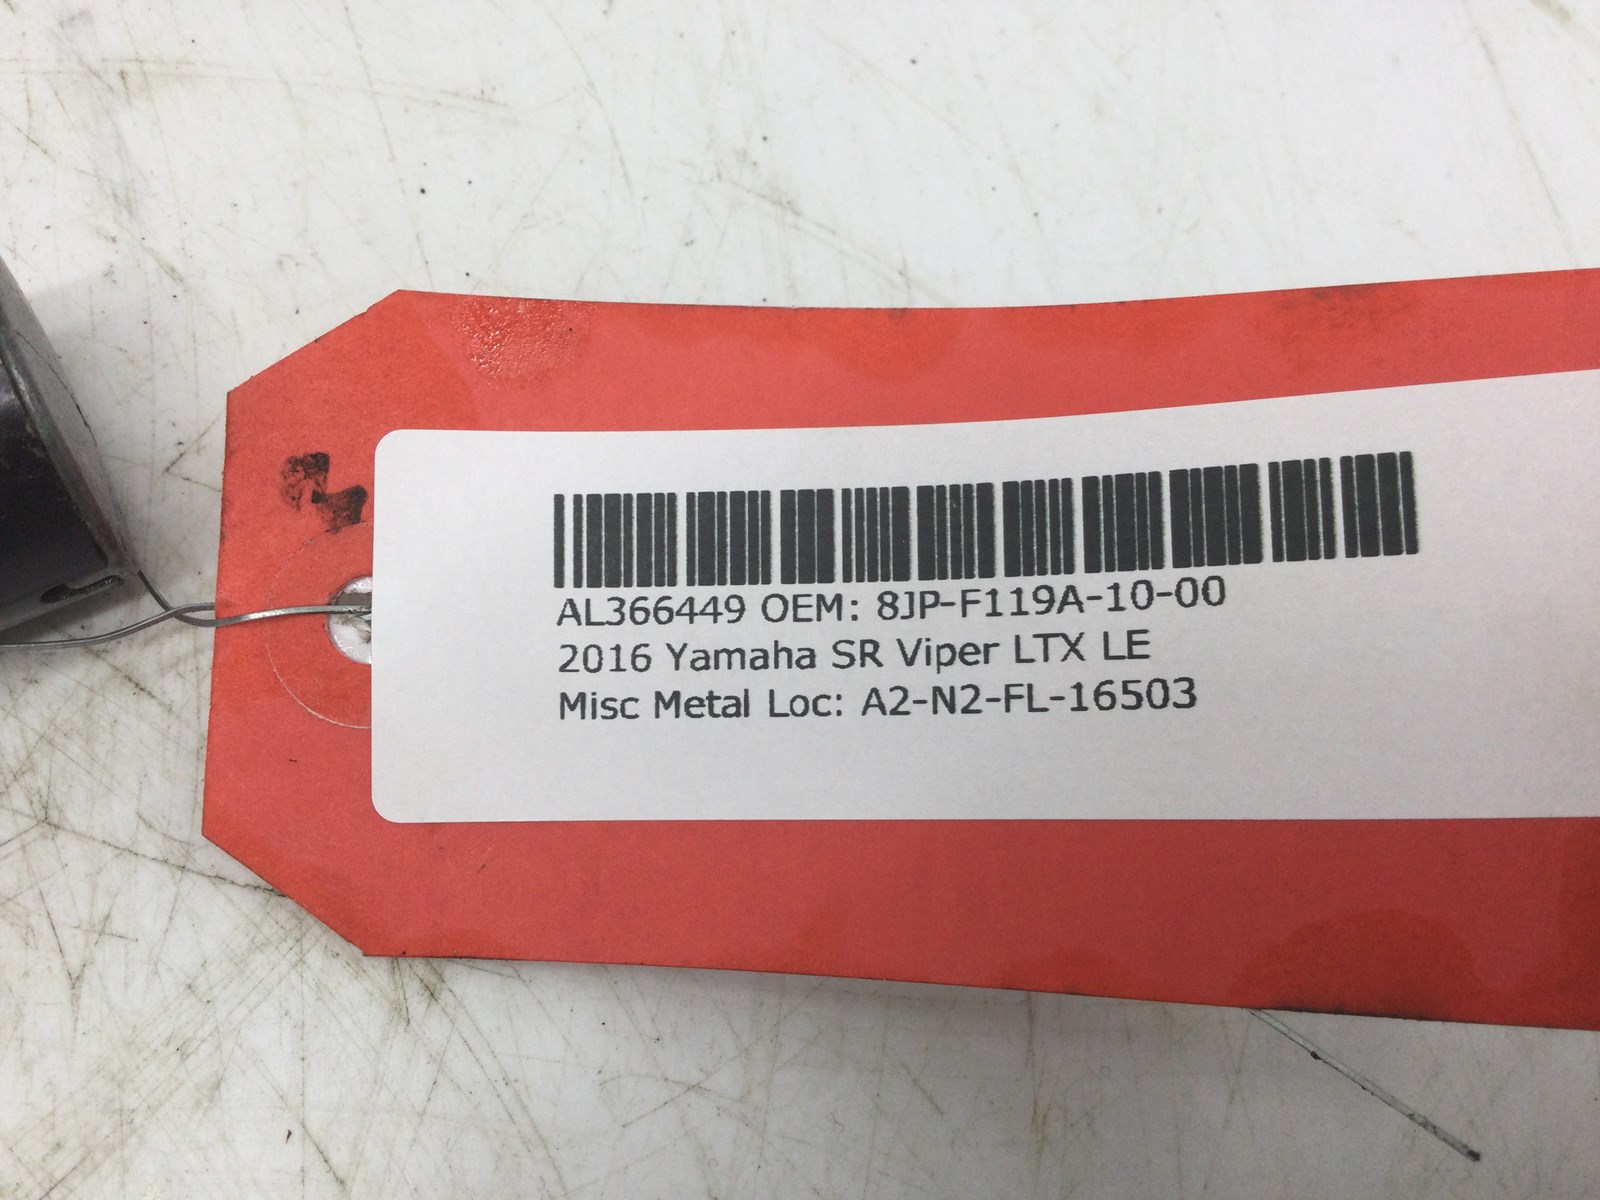 AL366449 OEM: 8JP-F119A-10-00
2016 Yamaha SR Viper LTX LE
Misc Metal Loc: A2-N2-FL-16503